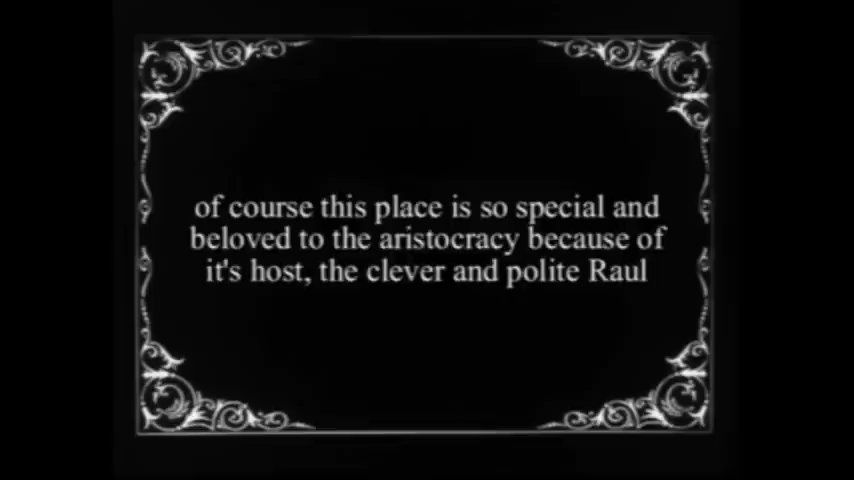 of course this place is so special and
beloved to the aristocracy because of
it's host, the clever and polite Raul